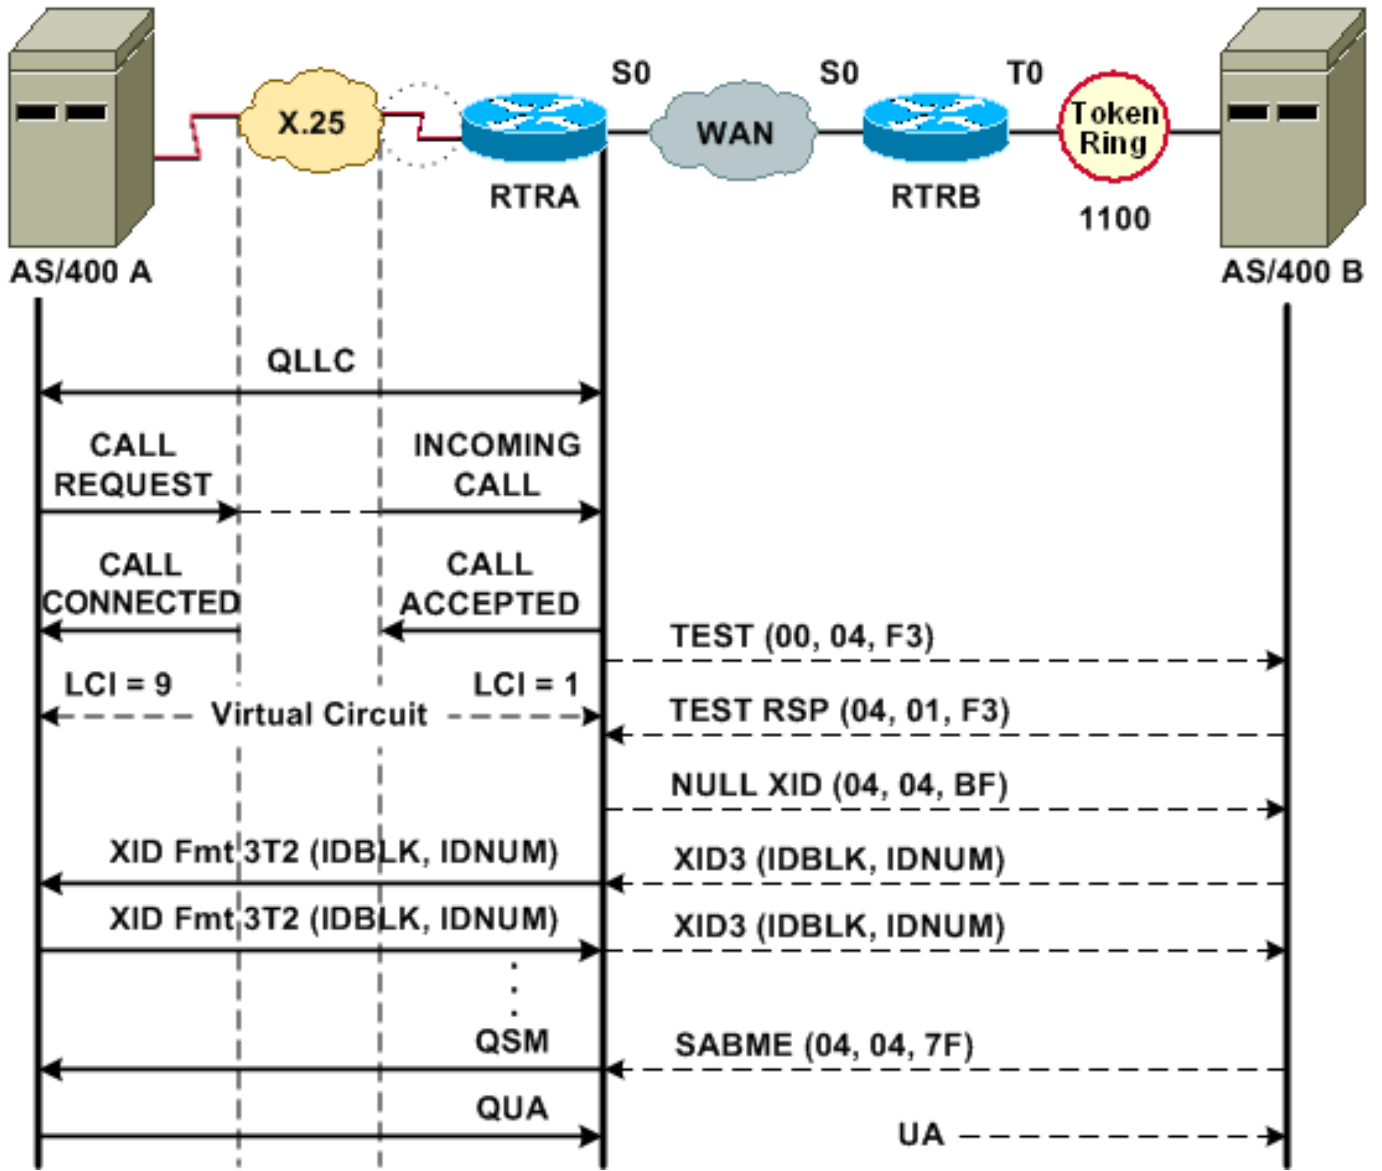 S0
S0
T0
X.25
WAN
Token
Ring
RTRA
RTRB
1100
AS/400 A
AS/400 B
QLLC
CALL
REQUEST
INCOMING
CALL
CALL
CONNECTED
CALL
ACCEPTED
TEST (00, 04, F3)
LCI = 9
LCI = 1
Virtual Circuit
TEST RSP (04, 01, F3)
NULL XID (04, 04, BF)
XID Fmt 3T2 (IDBLK, IDNUM)
XID3 (IDBLK, IDNUM)
XID Fmt 3T2 (IDBLK, IDNUM)
XID3 (IDBLK, IDNUM)
QSM
SABME (04, 04, 7F)
QUA
UA